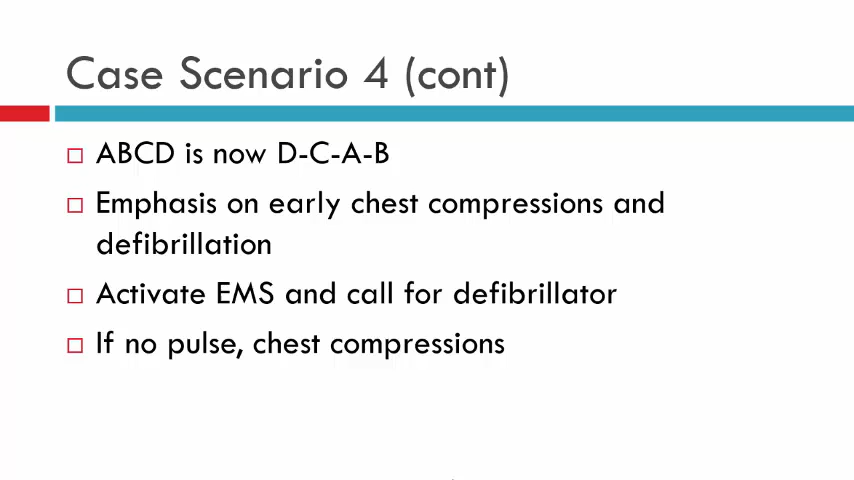 Case Scenario 4 (cont)
ABCD is now D-C-A-B
Emphasis on early chest compressions and
defibrillation
Activate EMS and call for defibrillator
If no pulse, chest compressions